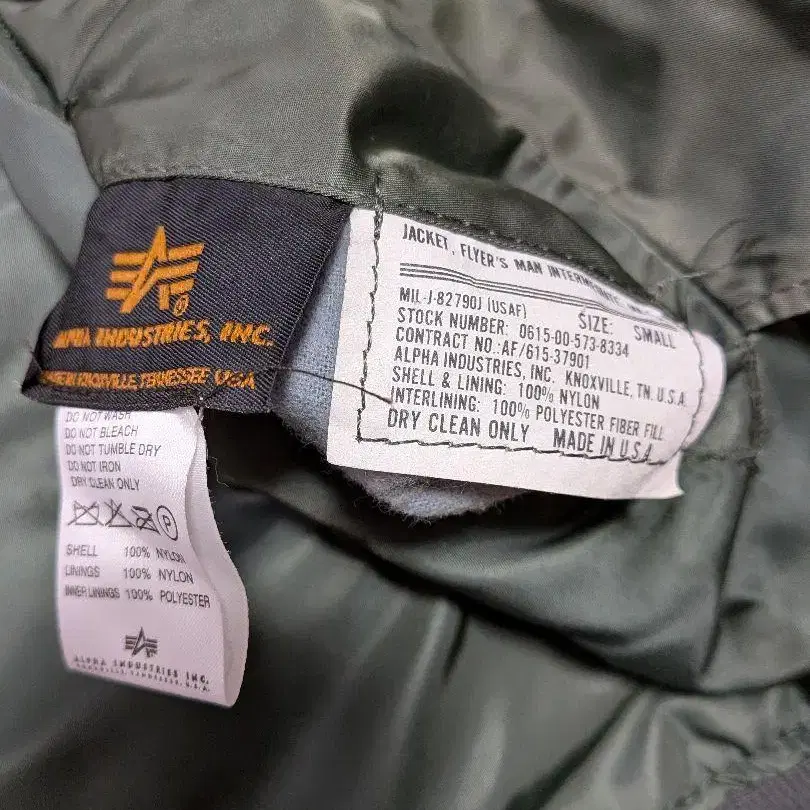 ALPHA INDUSTRIES, INC.
KNOXVILLE, TENNESSEE USA
DO NOT WASH
DO NOT BLEACH
DO NOT TUMBLE DRY
DO NOT IRON
DRY CLEAN ONLY
P
SHELL 100% NYLON
LININGS 100% NYLON
INNER LININGS 100% POLYESTER
ALPHA INDUSTRIES INC.
KNOXVILLE, TENNESSEE, U.S.A.
JACKET, FLYER'S MAN
MIL-J-82790J (USAF) SIZE: SMALL
STOCK NUMBER: 0615-00-573-8334
CONTRACT NO.: AF/615-37901
ALPHA INDUSTRIES, INC. KNOXVILLE, TN. U.S.A.
SHELL & LINING: 100% NYLON
INTERLINING: 100% POLYESTER FIBER FILL
DRY CLEAN ONLY MADE IN U.S.A.